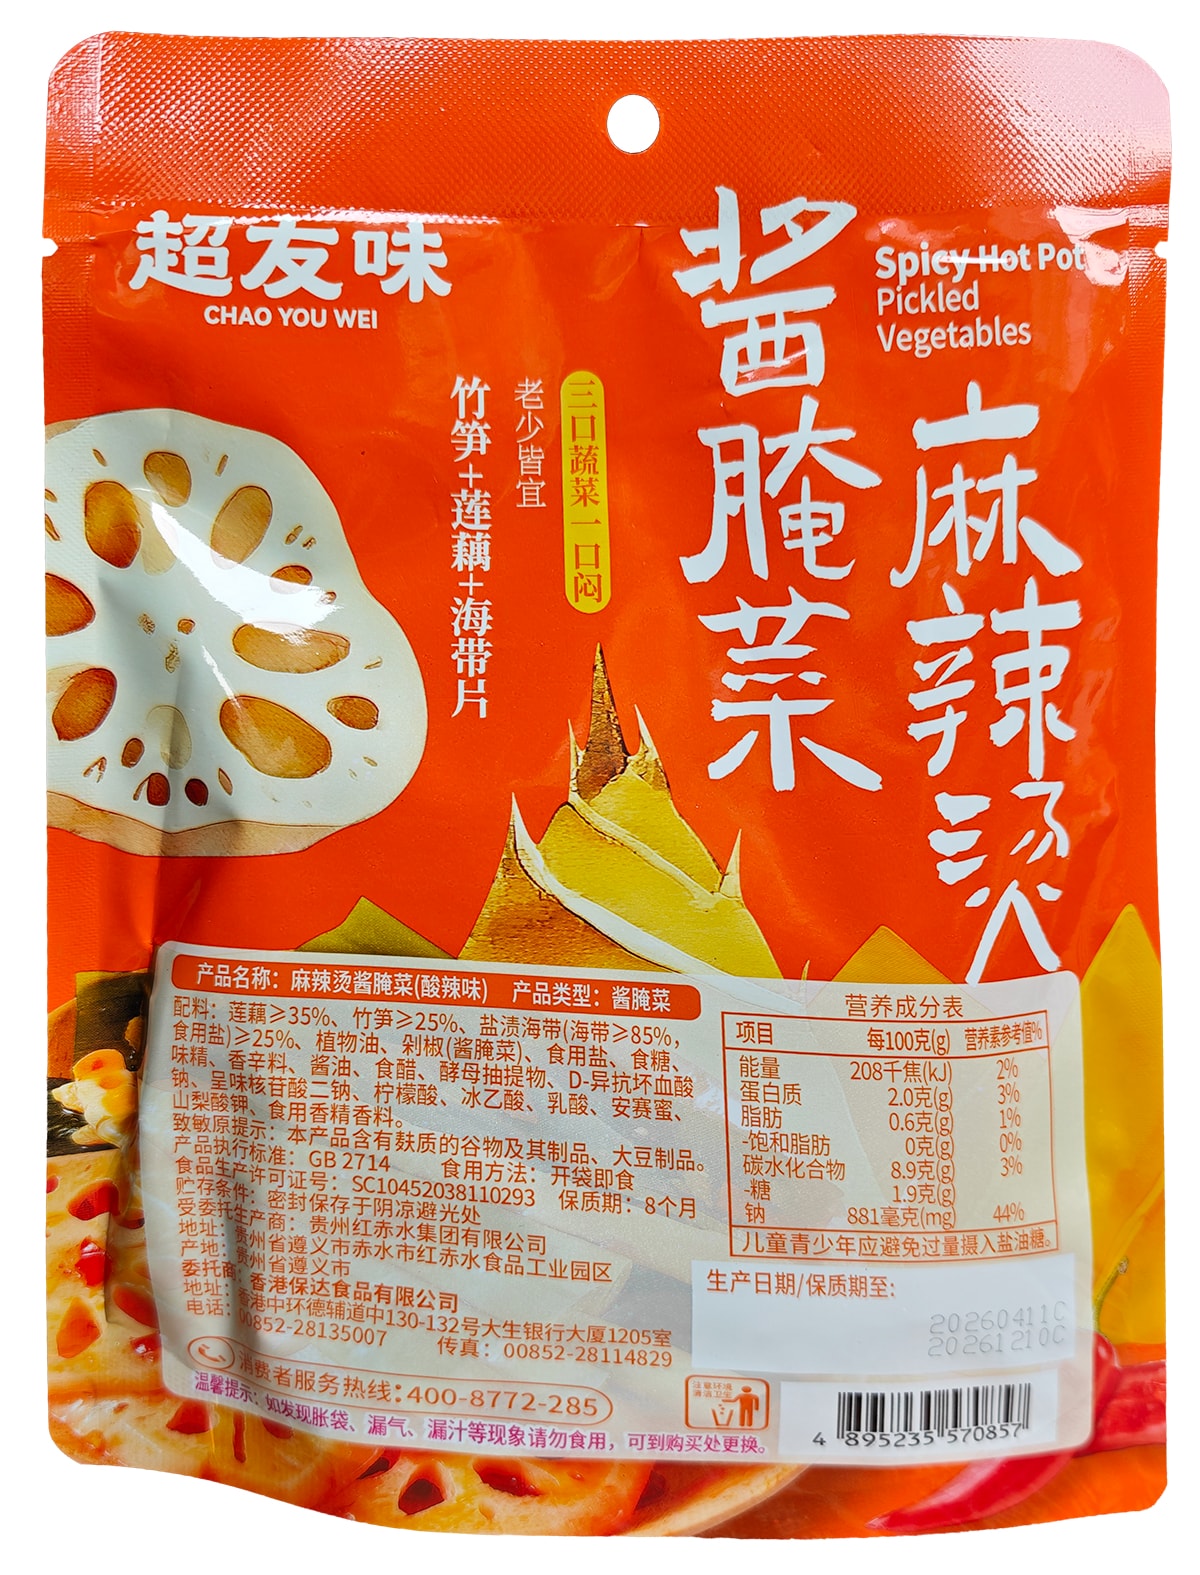 超友味
CHAO YOU WEI
酱腌菜
Spicy Hot Pot
Pickled
Vegetables
麻辣烫
三口蔬菜一口闷
老少皆宜
竹笋+莲藕+海带片
产品名称：麻辣烫酱腌菜(酸辣味) 产品类型：酱腌菜
配料：莲藕≥35%、竹笋≥25%、盐渍海带(海带≥85%，
食用盐)≥25%、植物油、剁椒(酱腌菜)、食用盐、食糖、
味精、香辛料、酱油、食醋、酵母抽提物、D-异抗坏血酸
钠、呈味核苷酸二钠、柠檬酸、冰乙酸、乳酸、安赛蜜、
山梨酸钾、食用香精香料。
致敏原提示：本产品含有麸质的谷物及其制品、大豆制品。
产品执行标准：GB 2714 食用方法：开袋即食
食品生产许可证号：SC10452038110293 保质期：8个月
贮存条件：密封保存于阴凉避光处
受委托生产商：贵州红赤水集团有限公司
地址：贵州省遵义市赤水市红赤水食品工业园区
产地：贵州省遵义市
委托商：香港保达食品有限公司
地址：香港中环德辅道中130-132号大生银行大厦1205室
电话：00852-28135007 传真：00852-28114829
消费者服务热线：400-8772-285
温馨提示：如发现胀袋、漏气、漏汁等现象请勿食用，可到购买处更换。
营养成分表
项目 每100克(g) 营养素参考值%
能量 208千焦(kJ) 2%
蛋白质 2.0克(g) 3%
脂肪 0.6克(g) 1%
-饱和脂肪 0克(g) 0%
碳水化合物 8.9克(g) 3%
-糖 1.9克(g)
钠 881毫克(mg) 44%
儿童青少年应避免过量摄入盐油糖。
生产日期/保质期至：
20260411C
20261210C
注意环境
清洁卫生
4 895235 570857